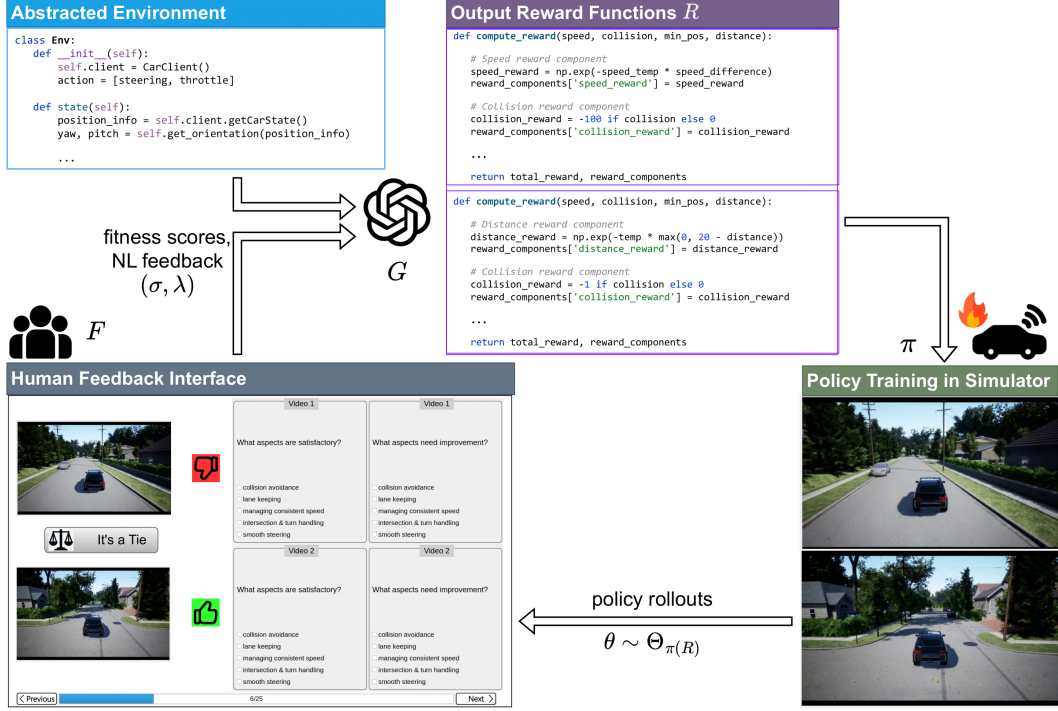 Abstracted Environment
class Env:
def __init__(self):
self.client = CarClient()
action = [steering, throttle]
def state(self):
position_info = self.client.getCarState()
yaw, pitch = self.get_orientation(position_info)
...
Output Reward Functions R
def compute_reward(speed, collision, min_pos, distance):
# Speed reward component
speed_reward = np.exp(-speed_temp * speed_difference)
reward_components['speed_reward'] = speed_reward
# Collision reward component
collision_reward = -100 if collision else 0
reward_components['collision_reward'] = collision_reward
...
return total_reward, reward_components
def compute_reward(speed, collision, min_pos, distance):
# Distance reward component
distance_reward = np.exp(-temp * max(0, 20 - distance))
reward_components['distance_reward'] = distance_reward
# Collision reward component
collision_reward = -1 if collision else 0
reward_components['collision_reward'] = collision_reward
...
return total_reward, reward_components
fitness scores,
NL feedback
(σ, λ)
G
F
π
Human Feedback Interface
Video 1
What aspects are satisfactory?
collision avoidance
lane keeping
managing consistent speed
intersection & turn handling
smooth steering
Video 1
What aspects need improvement?
collision avoidance
lane keeping
managing consistent speed
intersection & turn handling
smooth steering
It's a Tie
Video 2
What aspects are satisfactory?
collision avoidance
lane keeping
managing consistent speed
intersection & turn handling
smooth steering
Video 2
What aspects need improvement?
collision avoidance
lane keeping
managing consistent speed
intersection & turn handling
smooth steering
< Previous
6/25
Next >
policy rollouts
θ ∼ Θπ(R)
Policy Training in Simulator